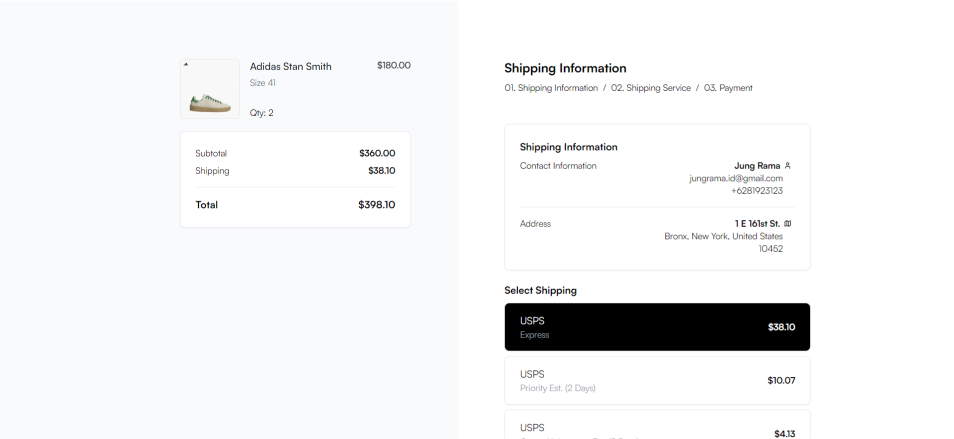 Adidas Stan Smith
$180.00
Size 41
Qty: 2
Subtotal $360.00
Shipping $38.10
Total $398.10
Shipping Information
01. Shipping Information / 02. Shipping Service / 03. Payment
Shipping Information
Contact Information
Jung Rama
jungrama.id@gmail.com
+6281923123
Address
1 E 161st St.
Bronx, New York, United States
10452
Select Shipping
USPS
Express
$38.10
USPS
Priority Est. (2 Days)
$10.07
USPS
$4.13